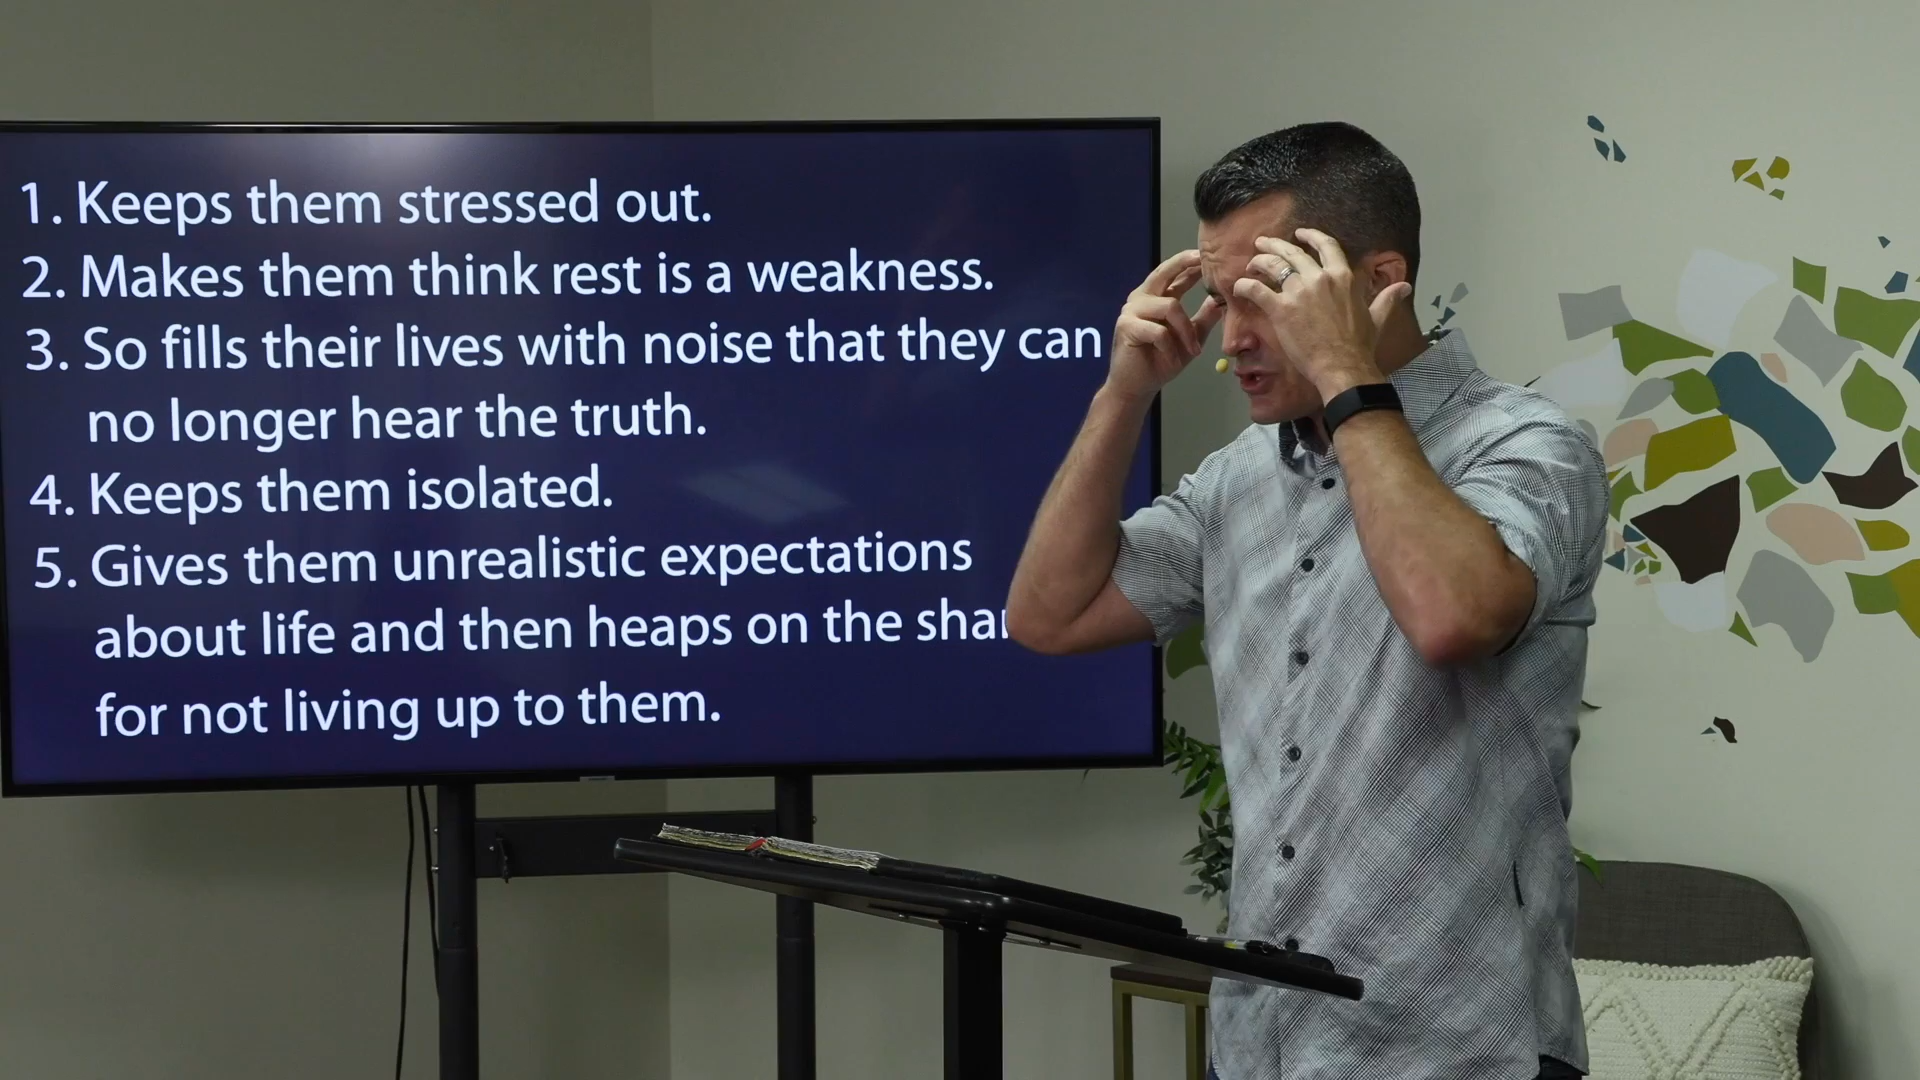 1. Keeps them stressed out.
2. Makes them think rest is a weakness.
3. So fills their lives with noise that they can
no longer hear the truth.
4. Keeps them isolated.
5. Gives them unrealistic expectations
about life and then heaps on the
for not living up to them.